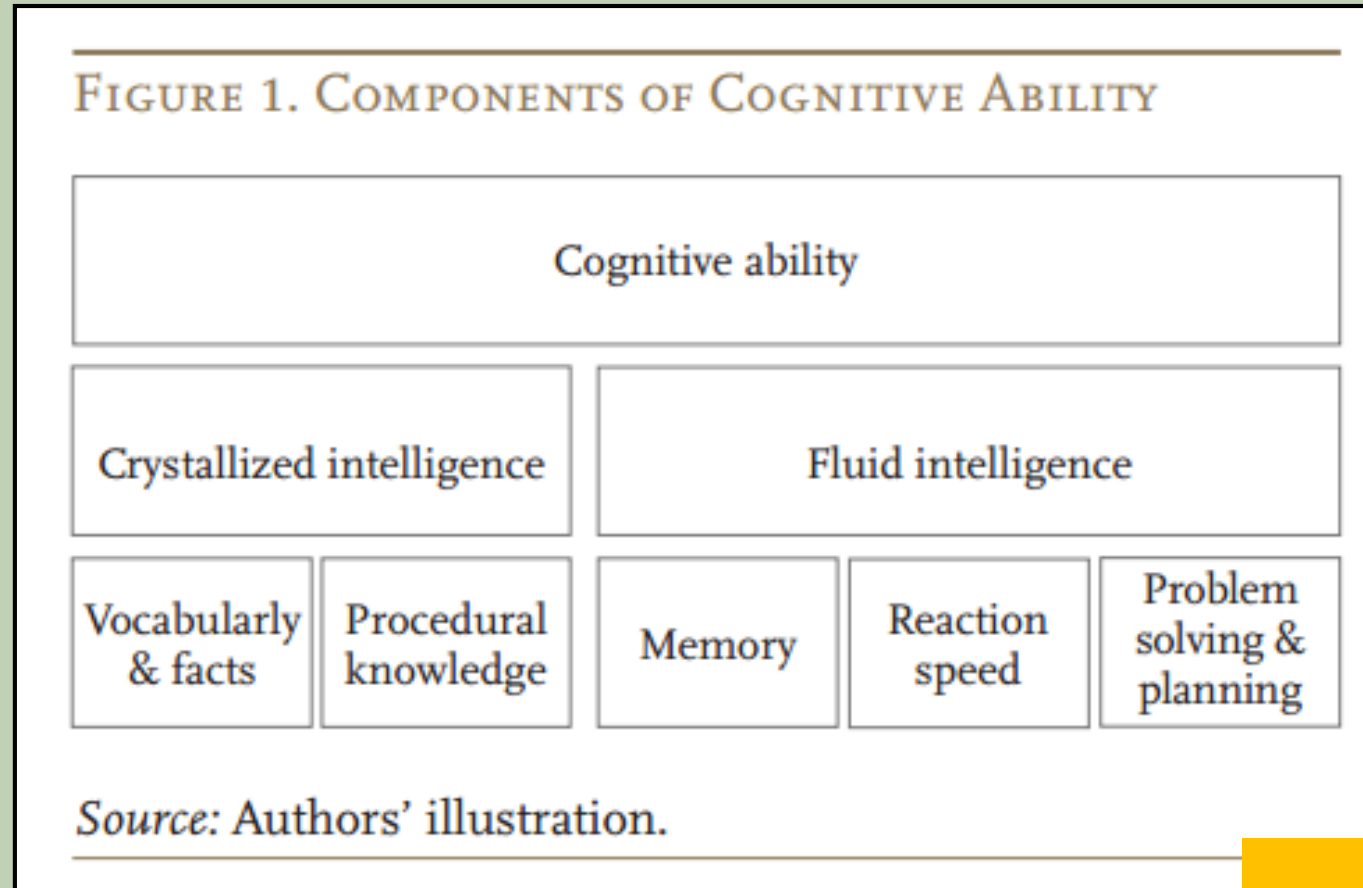 FIGURE 1. COMPONENTS OF COGNITIVE ABILITY
Cognitive ability
Crystallized intelligence
Fluid intelligence
Vocabularly
& facts
Procedural
knowledge
Memory
Reaction
speed
Problem
solving &
planning
Source: Authors’ illustration.